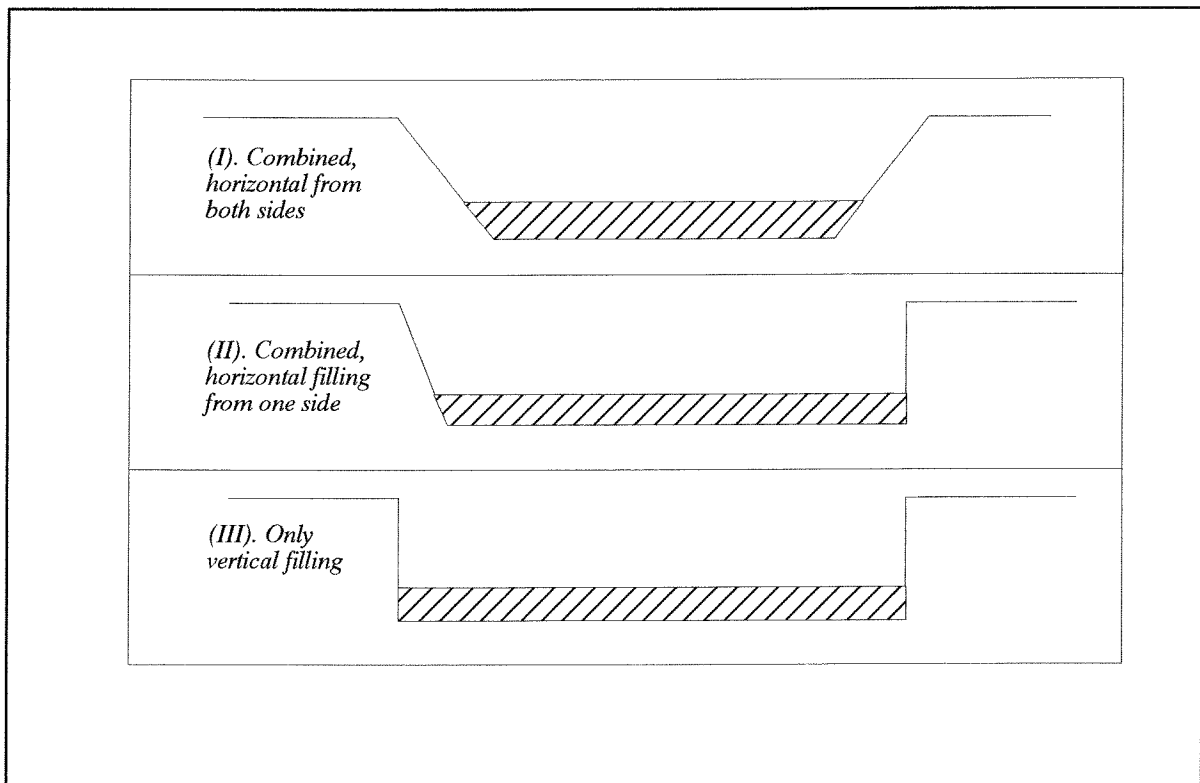 (I). Combined,
horizontal from
both sides
(II). Combined,
horizontal filling
from one side
(III). Only
vertical filling